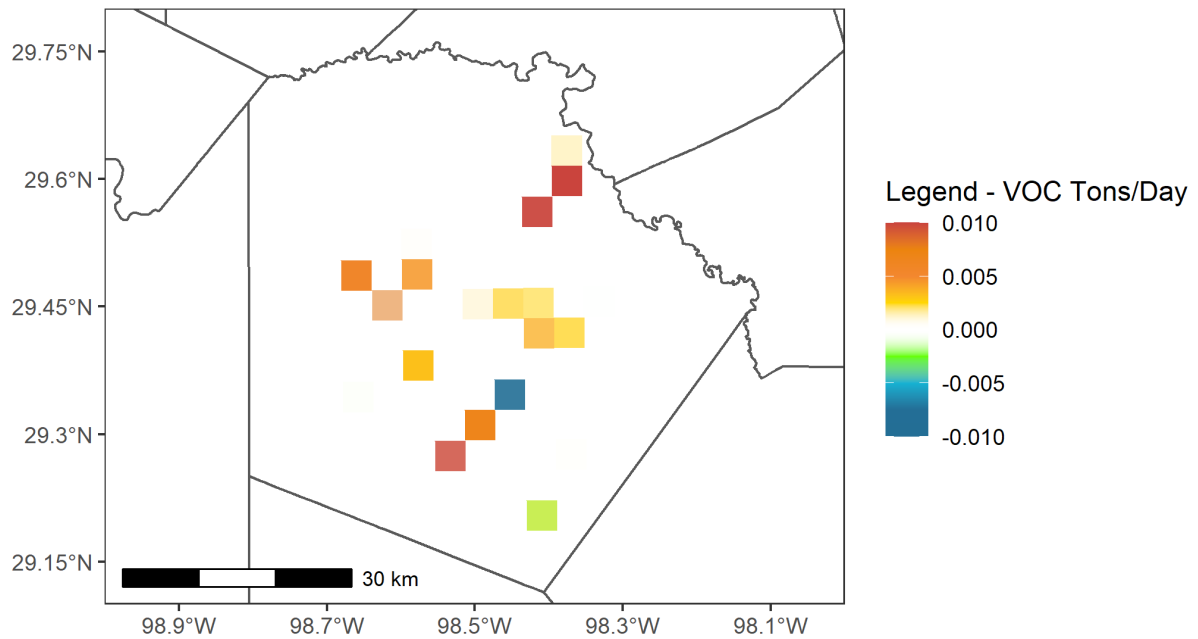 29.75°N
29.6°N
29.45°N
29.3°N
29.15°N
98.9°W
98.7°W
98.5°W
98.3°W
98.1°W
30 km
Legend - VOC Tons/Day
0.010
0.005
0.000
-0.005
-0.010